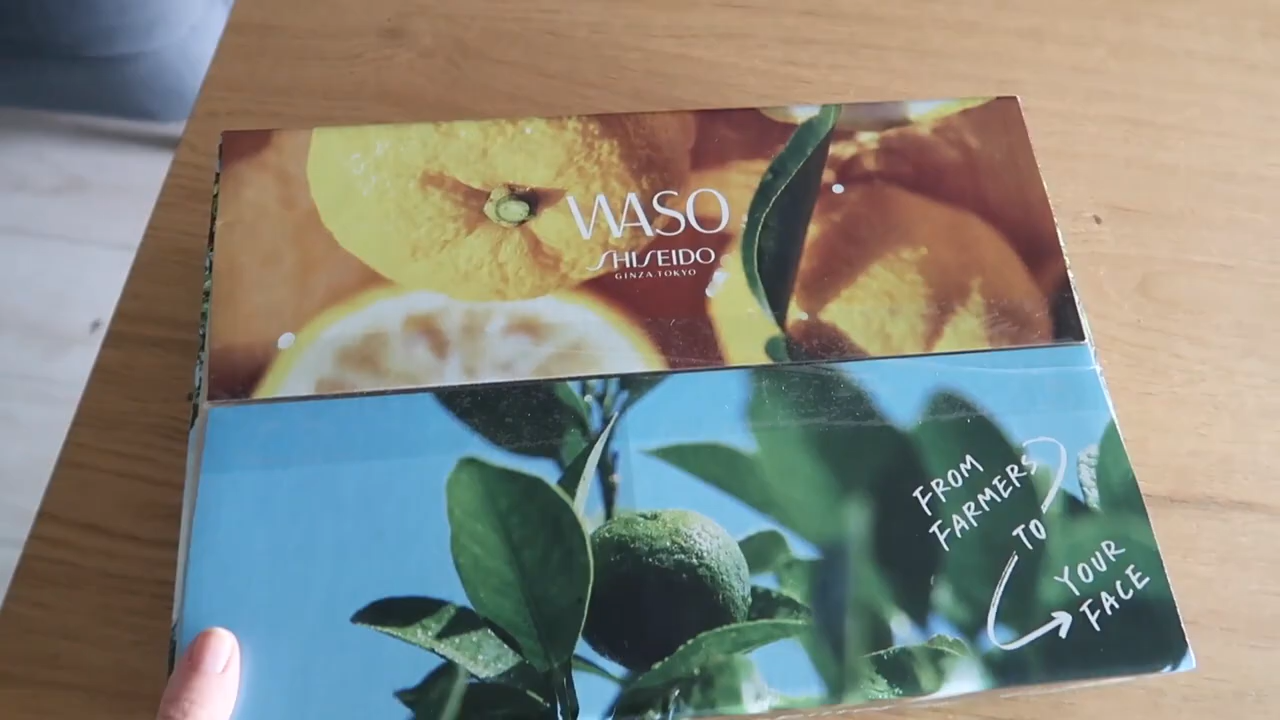 WASO
SHISEIDO
GINZA.TOKYO
FROM
FARMERS
TO
YOUR
FACE